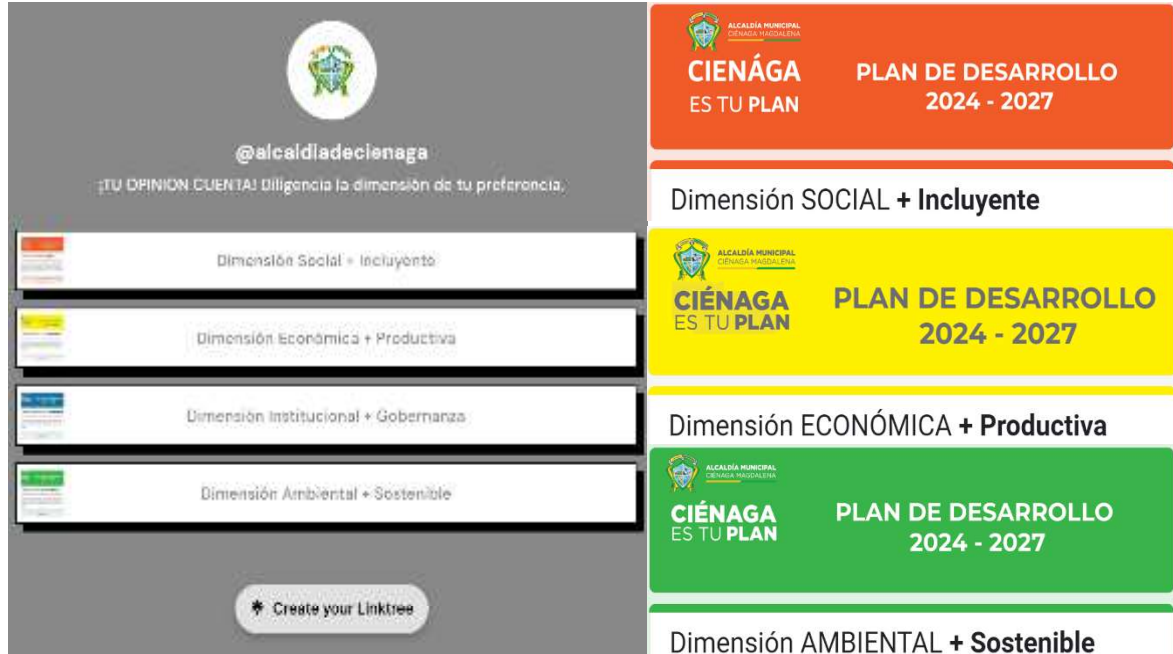 @alcaldiadecienaga
¡TU OPINION CUENTA! Diligencia la dimensión de tu preferencia.
Dimensión Social + Incluyente
Dimensión Económica + Productiva
Dimensión Institucional + Gobernanza
Dimensión Ambiental + Sostenible
Create your Linktree
ALCALDÍA MUNICIPAL
CIÉNAGA MAGDALENA
CIENÁGA
ES TU PLAN
PLAN DE DESARROLLO
2024 - 2027
Dimensión SOCIAL + Incluyente
ALCALDÍA MUNICIPAL
CIÉNAGA MAGDALENA
CIÉNAGA
ES TU PLAN
PLAN DE DESARROLLO
2024 - 2027
Dimensión ECONÓMICA + Productiva
ALCALDÍA MUNICIPAL
CIÉNAGA MAGDALENA
CIÉNAGA
ES TU PLAN
PLAN DE DESARROLLO
2024 - 2027
Dimensión AMBIENTAL + Sostenible